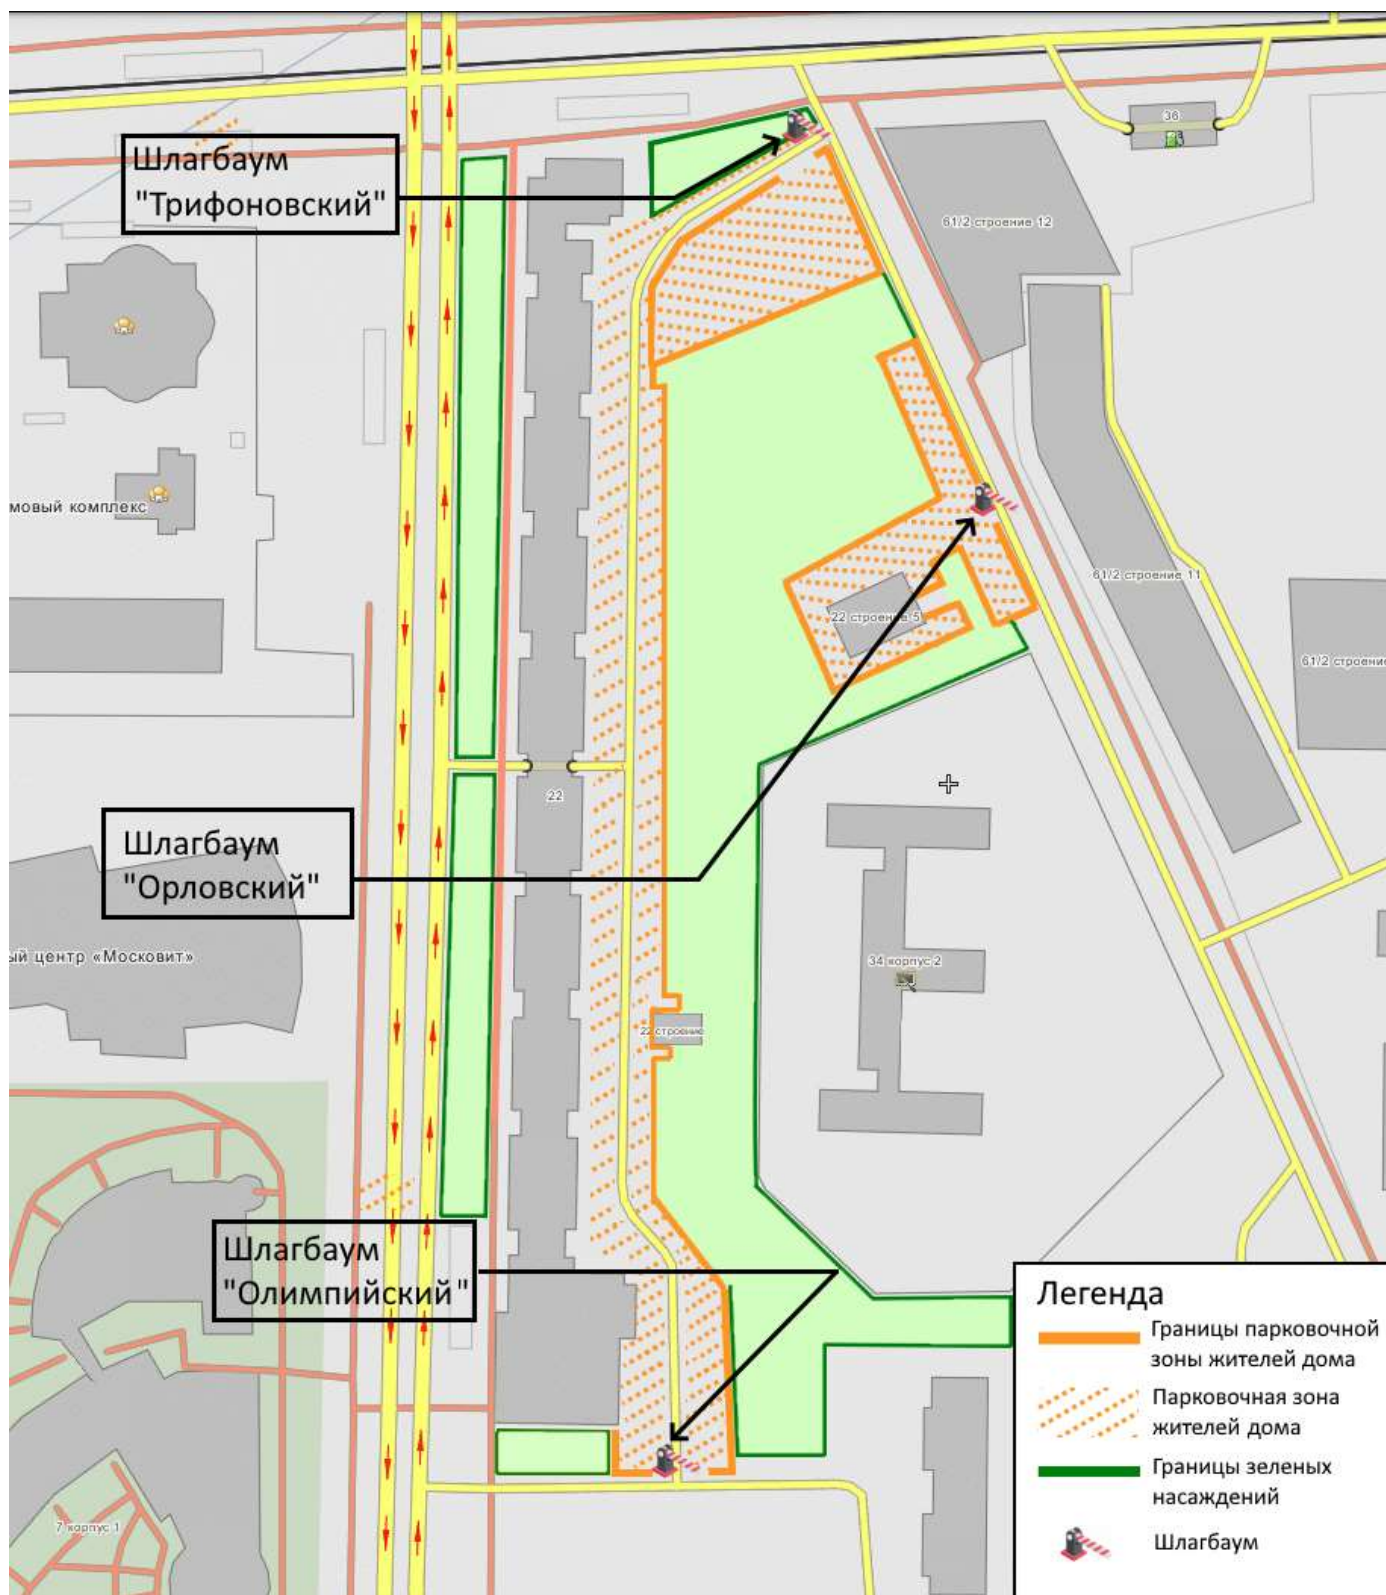 36
Шлагбаум
"Трифоновский"
61/2 строение 12
мовый комплекс
61/2 строение 11
22 строение 5
61/2 строение
22
Шлагбаум
"Орловский"
ый центр «Московит»
34 корпус 2
22 строение
Шлагбаум
"Олимпийский"
7 корпус 1
Легенда
Границы парковочной
зоны жителей дома
Парковочная зона
жителей дома
Границы зеленых
насаждений
Шлагбаум